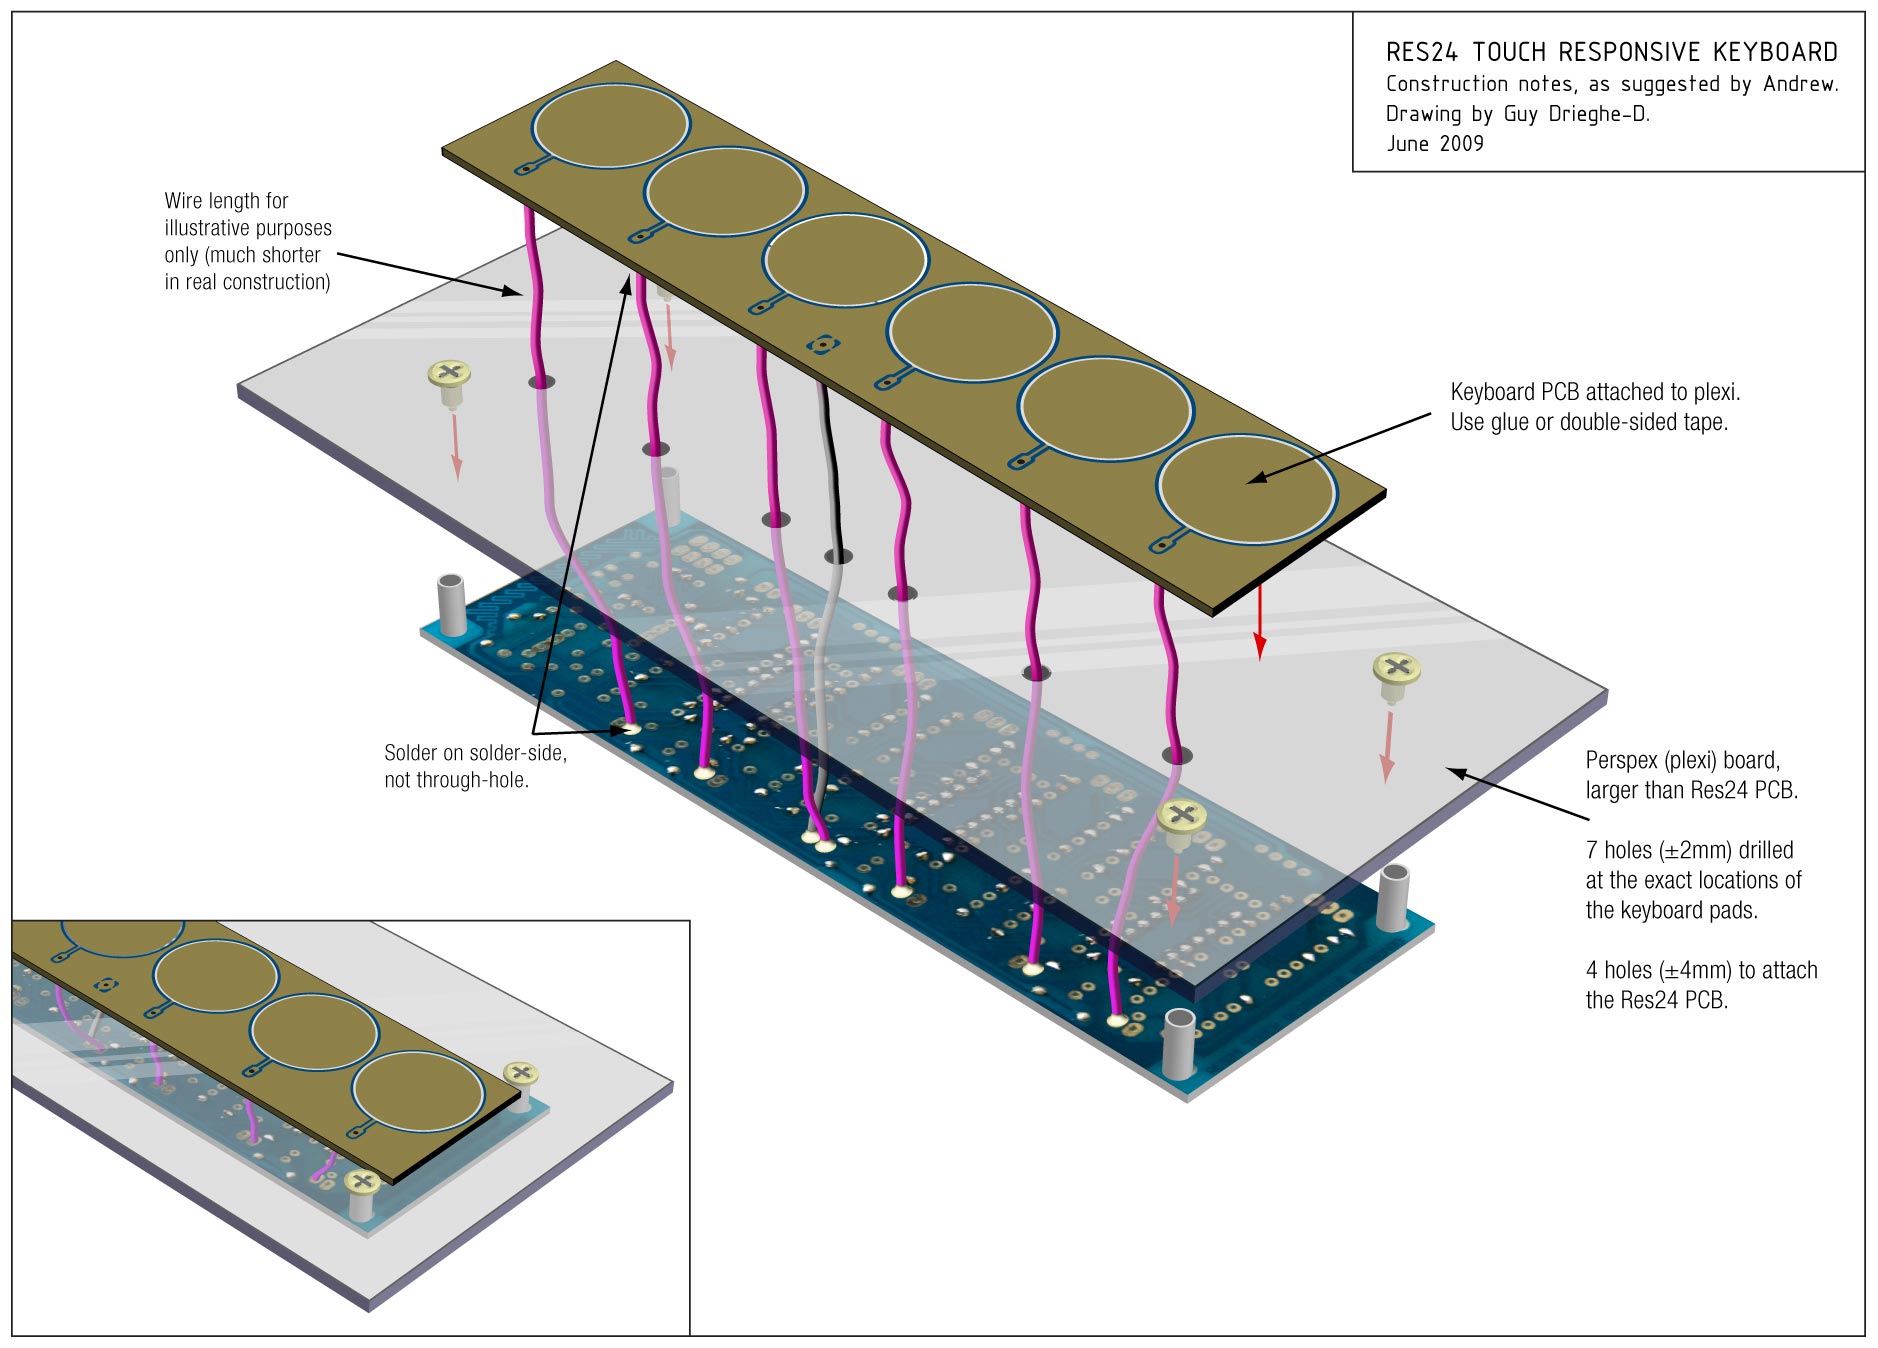 RES24 TOUCH RESPONSIVE KEYBOARD
Construction notes, as suggested by Andrew.
Drawing by Guy Drieghe-D.
June 2009
Wire length for
illustrative purposes
only (much shorter
in real construction)
Keyboard PCB attached to plexi.
Use glue or double-sided tape.
Solder on solder-side,
not through-hole.
Perspex (plexi) board,
larger than Res24 PCB.
7 holes (±2mm) drilled
at the exact locations of
the keyboard pads.
4 holes (±4mm) to attach
the Res24 PCB.